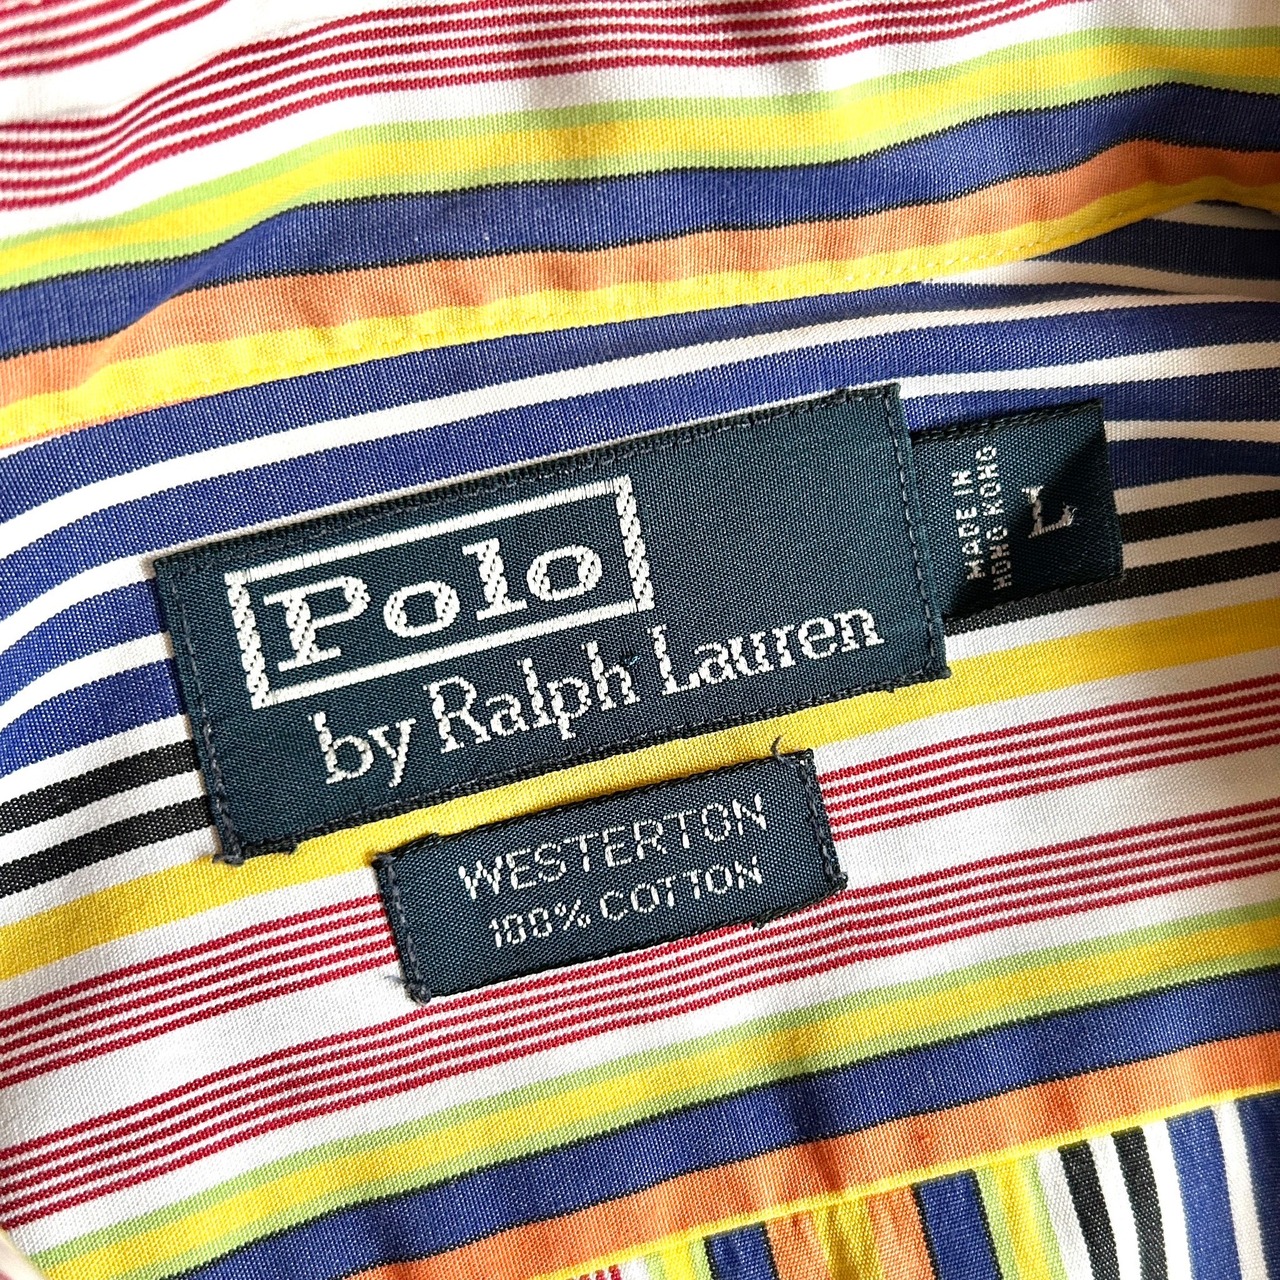 Polo
by Ralph Lauren
MADE IN
HONG KONG
L
WESTERTON
100% COTTON